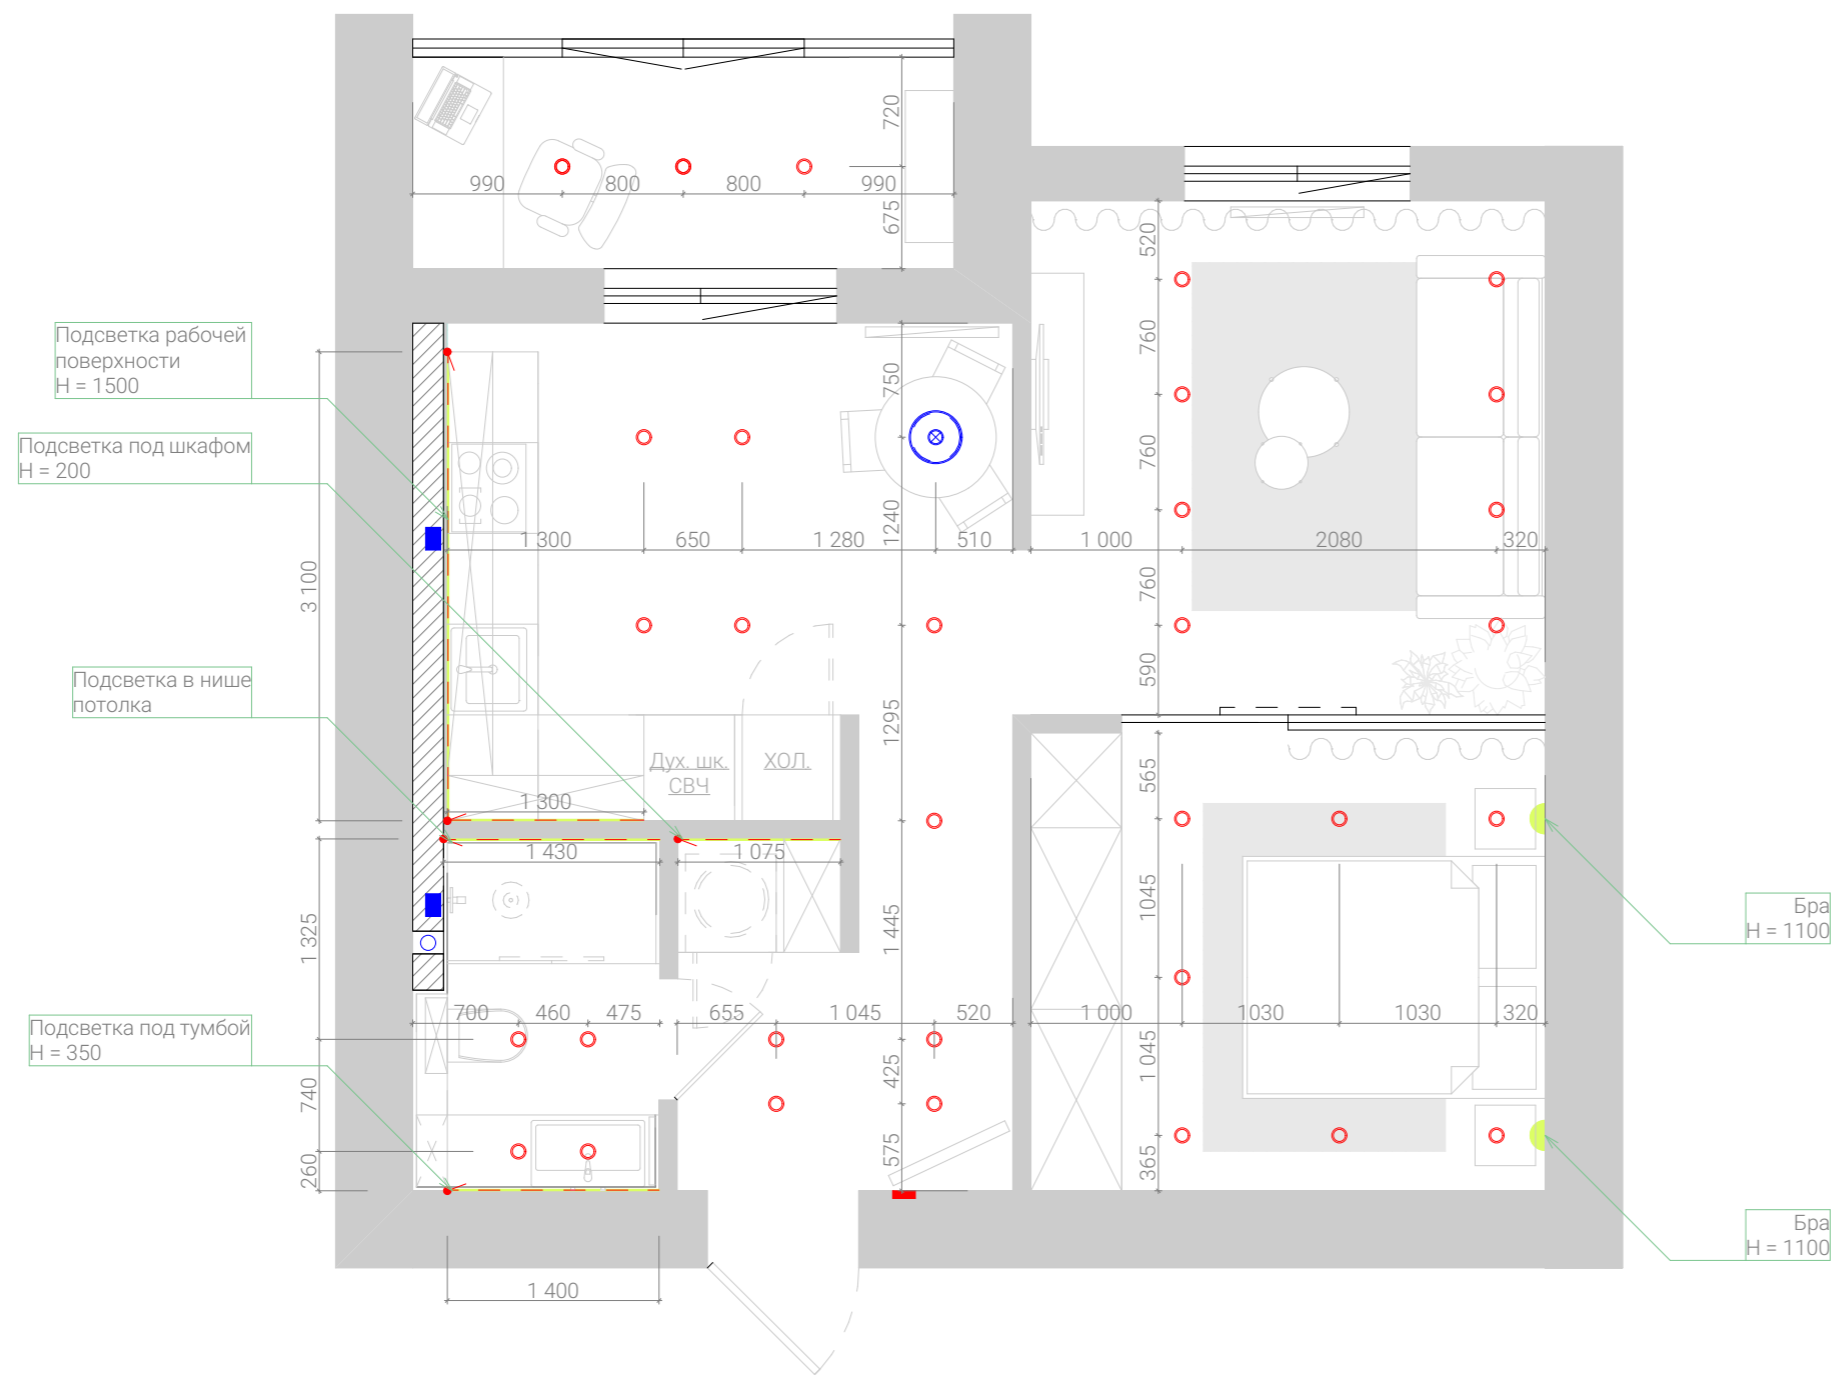 720
990
800
800
990
675
520
Подсветка рабочей
поверхности
H = 1500
760
750
Подсветка под шкафом
H = 200
760
1240
1 300
650
1 280
510
1 000
2080
320
3 100
760
590
Подсветка в нише
потолка
1295
Дух. шк.
СВЧ
ХОЛ.
565
1 300
1 430
1 075
1045
Бра
H = 1100
1 325
1 445
700
460
475
655
1 045
520
1 000
1030
1030
320
Подсветка под тумбой
H = 350
740
425
1 045
260
575
365
Бра
H = 1100
1 400